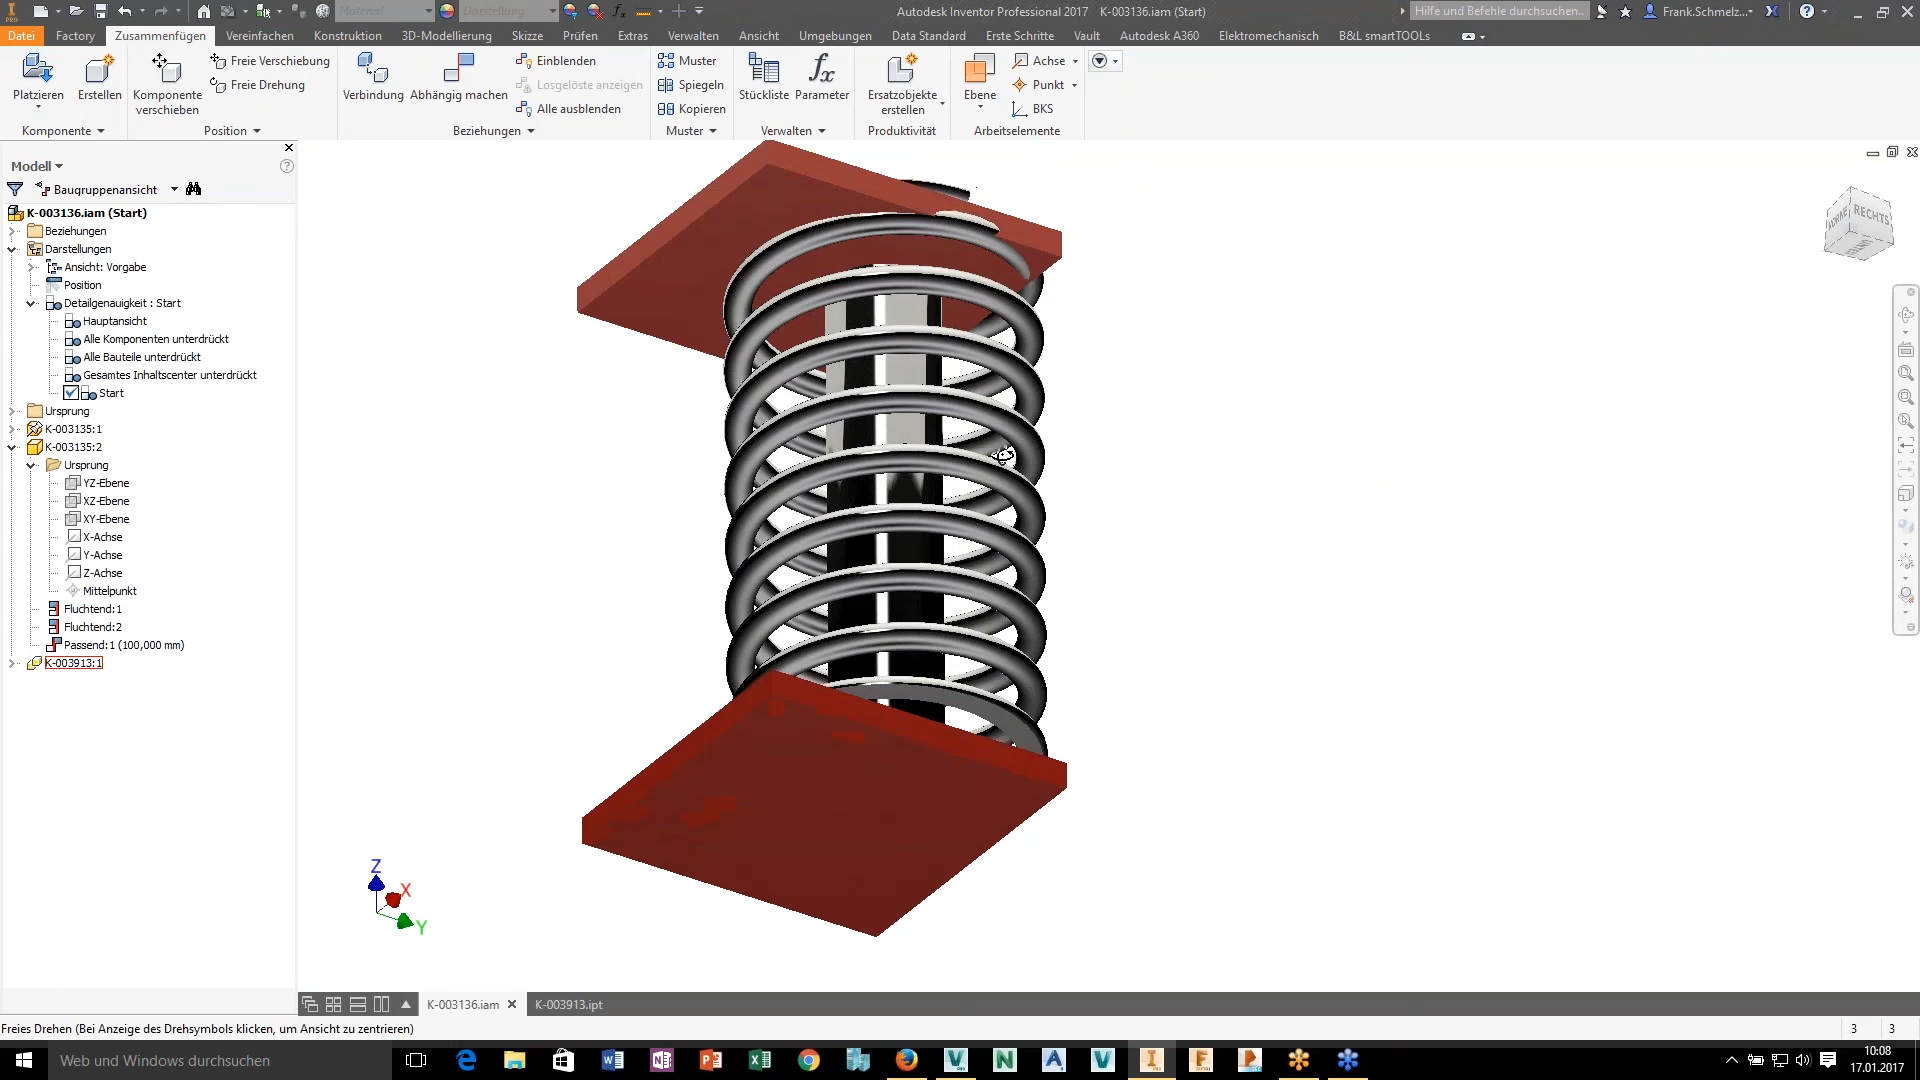 Material
Darstellung
Autodesk Inventor Professional 2017 K-003136.iam (Start)
Hilfe und Befehle durchsuchen...
Frank.Schmelz...
Datei Factory Zusammenfügen Vereinfachen Konstruktion 3D-Modellierung Skizze Prüfen Extras Verwalten Ansicht Umgebungen Data Standard Erste Schritte Vault Autodesk A360 Elektromechanisch B&L smartTOOLs
Platzieren
Erstellen
Komponente
verschieben
Freie Verschiebung
Freie Drehung
Verbindung
Abhängig machen
Einblenden
Losgelöste anzeigen
Alle ausblenden
Muster
Spiegeln
Kopieren
Stückliste
Parameter
Ersatzobjekte
erstellen
Ebene
Achse
Punkt
BKS
Komponente Position Beziehungen Muster Verwalten Produktivität Arbeitselemente
Modell
Baugruppenansicht
K-003136.iam (Start)
Beziehungen
Darstellungen
Ansicht: Vorgabe
Position
Detailgenauigkeit : Start
Hauptansicht
Alle Komponenten unterdrückt
Alle Bauteile unterdrückt
Gesamtes Inhaltscenter unterdrückt
Start
Ursprung
K-003135:1
K-003135:2
Ursprung
YZ-Ebene
XZ-Ebene
XY-Ebene
X-Achse
Y-Achse
Z-Achse
Mittelpunkt
Fluchtend:1
Fluchtend:2
Passend:1 (100,000 mm)
K-003913:1
RECHTS
Z
X
Y
K-003136.iam
K-003913.ipt
Freies Drehen (Bei Anzeige des Drehsymbols klicken, um Ansicht zu zentrieren)
3 3
Web und Windows durchsuchen
10:08
17.01.2017